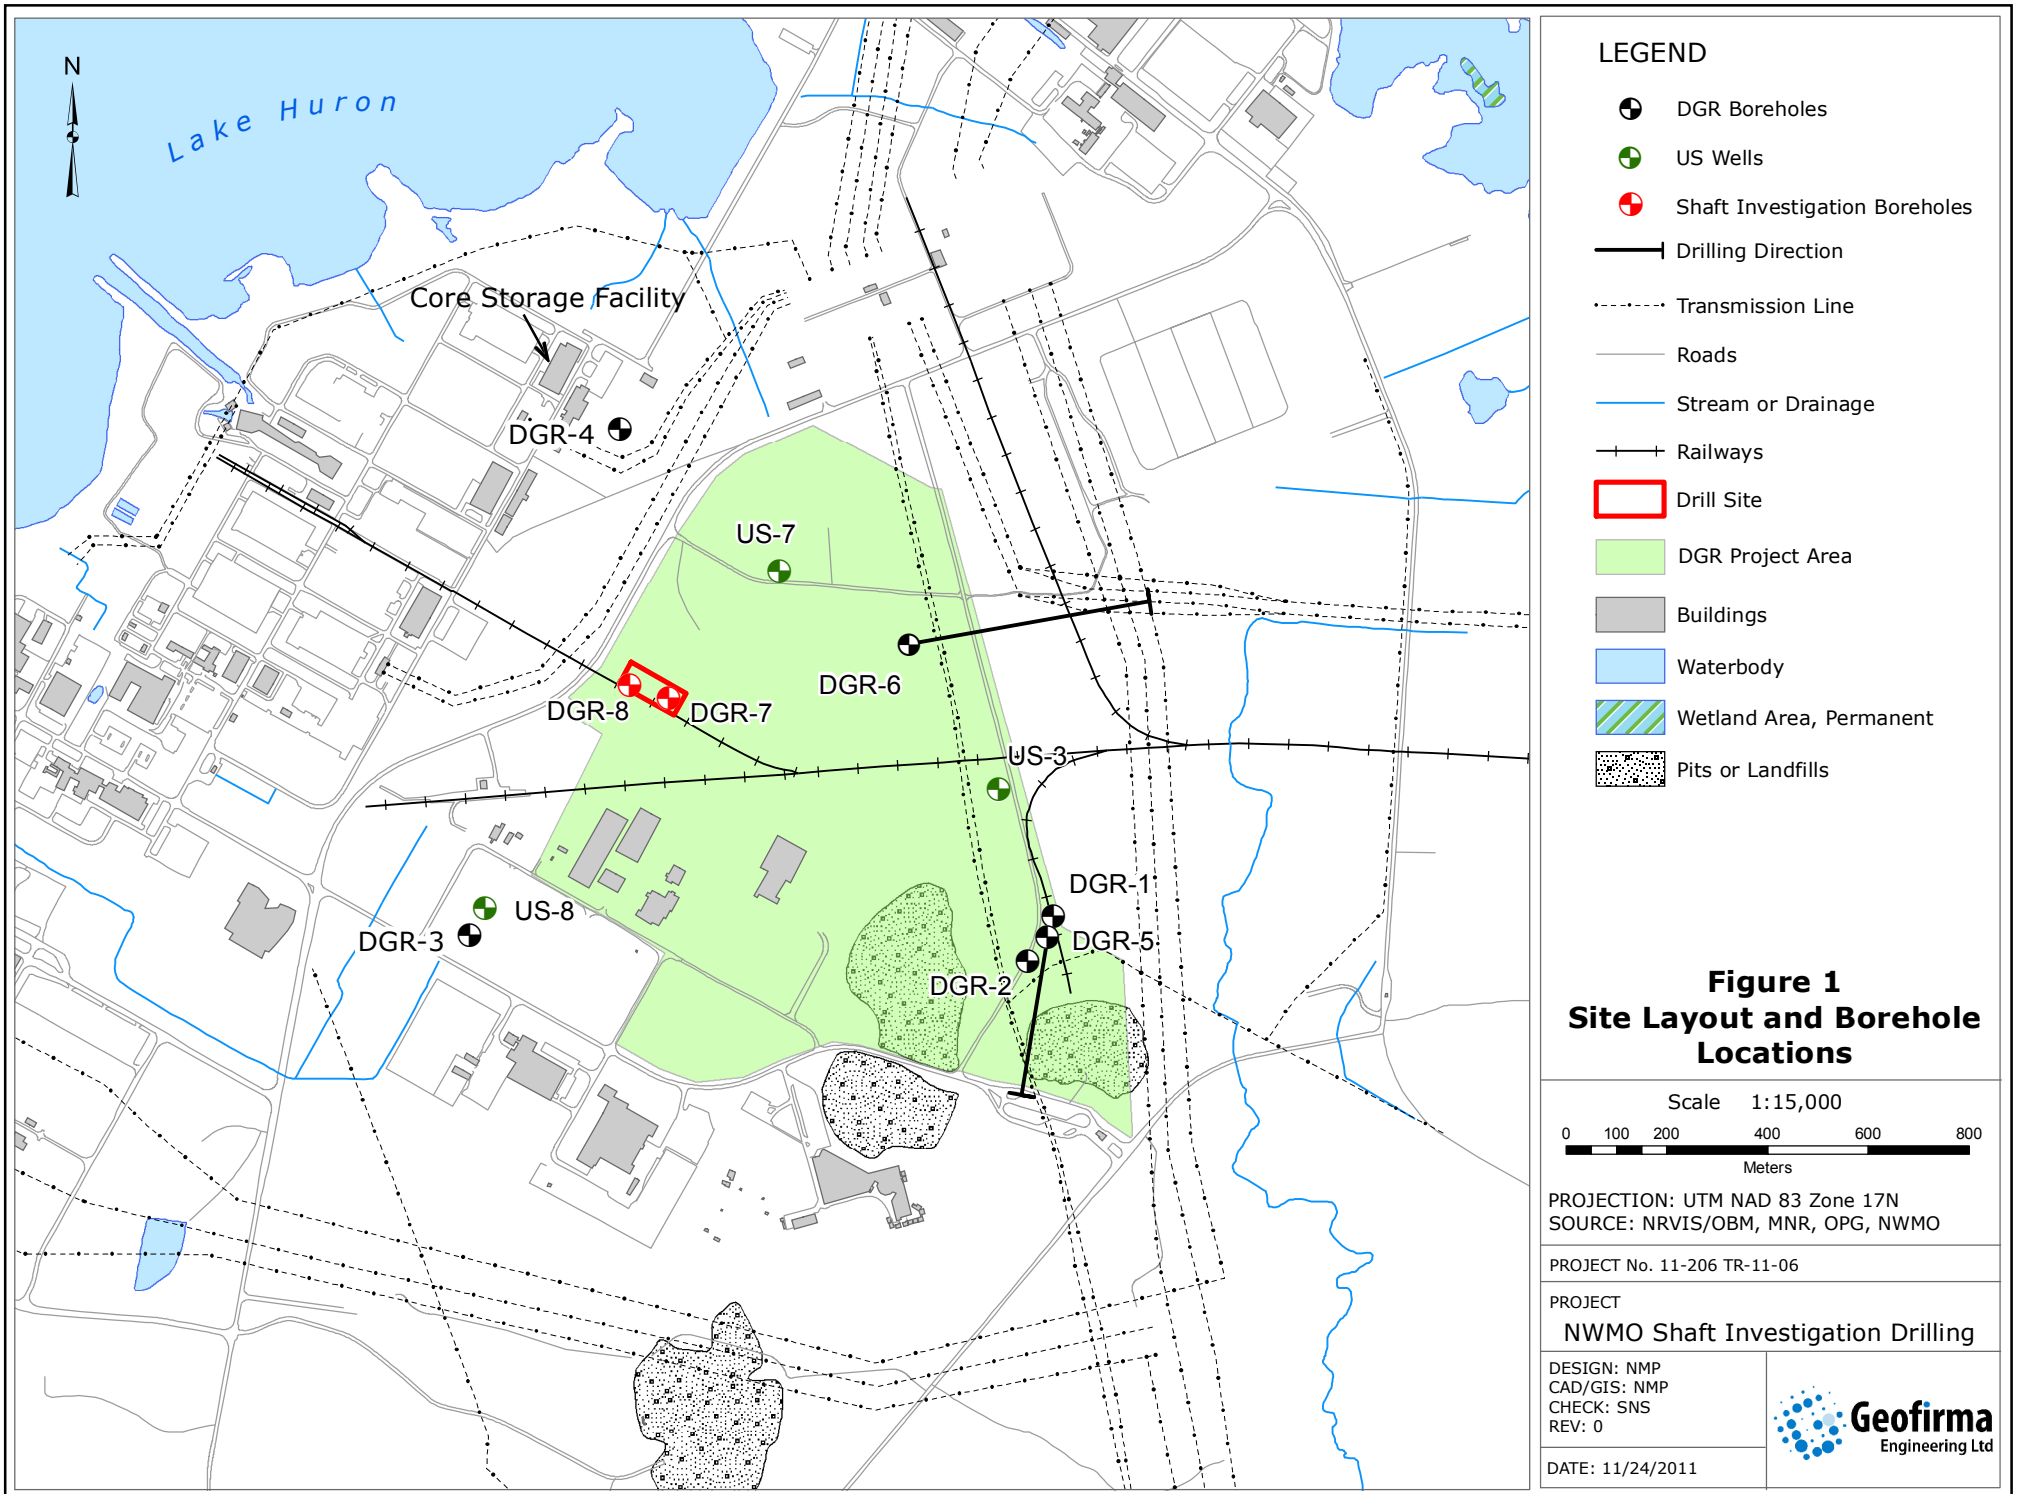 N
Lake Huron
Core Storage Facility
DGR-4
US-7
DGR-6
DGR-8
DGR-7
US-3
DGR-1
US-8
DGR-3
DGR-5
DGR-2
LEGEND
DGR Boreholes
US Wells
Shaft Investigation Boreholes
Drilling Direction
Transmission Line
Roads
Stream or Drainage
Railways
Drill Site
DGR Project Area
Buildings
Waterbody
Wetland Area, Permanent
Pits or Landfills
Figure 1
Site Layout and Borehole
Locations
Scale 1:15,000
0 100 200 400 600 800
Meters
PROJECTION: UTM NAD 83 Zone 17N
SOURCE: NRVIS/OBM, MNR, OPG, NWMO
PROJECT No. 11-206 TR-11-06
PROJECT
NWMO Shaft Investigation Drilling
DESIGN: NMP
CAD/GIS: NMP
CHECK: SNS
REV: 0
DATE: 11/24/2011
Geofirma
Engineering Ltd